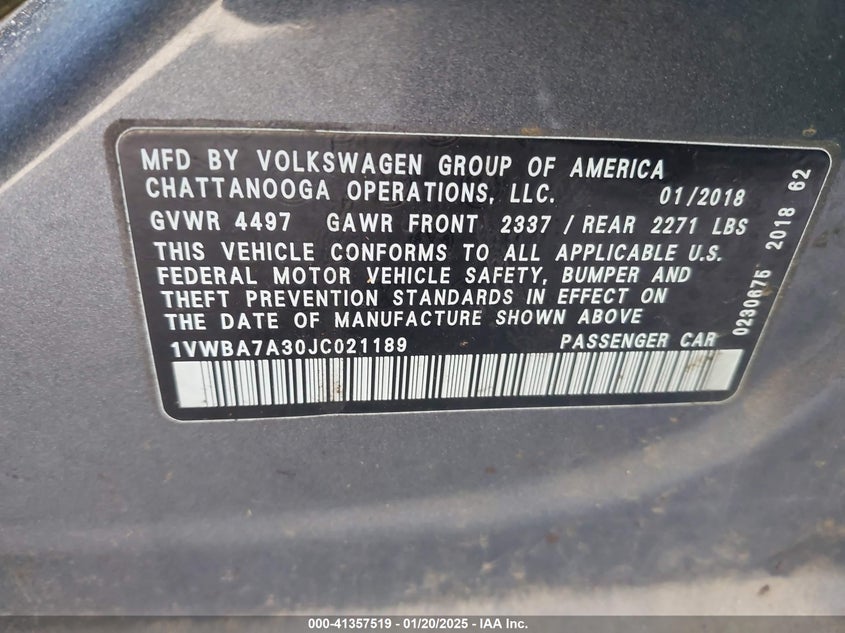 MFD BY VOLKSWAGEN GROUP OF AMERICA
CHATTANOOGA OPERATIONS, LLC. 01/2018
GVWR 4497 GAWR FRONT 2337 / REAR 2271 LBS
THIS VEHICLE CONFORMS TO ALL APPLICABLE U.S.
FEDERAL MOTOR VEHICLE SAFETY, BUMPER AND
THEFT PREVENTION STANDARDS IN EFFECT ON
THE DATE OF MANUFACTURE SHOWN ABOVE
1VWBA7A30JC021189 PASSENGER CAR
0230675 2018 62
000-41357519 - 01/20/2025 - IAA Inc.